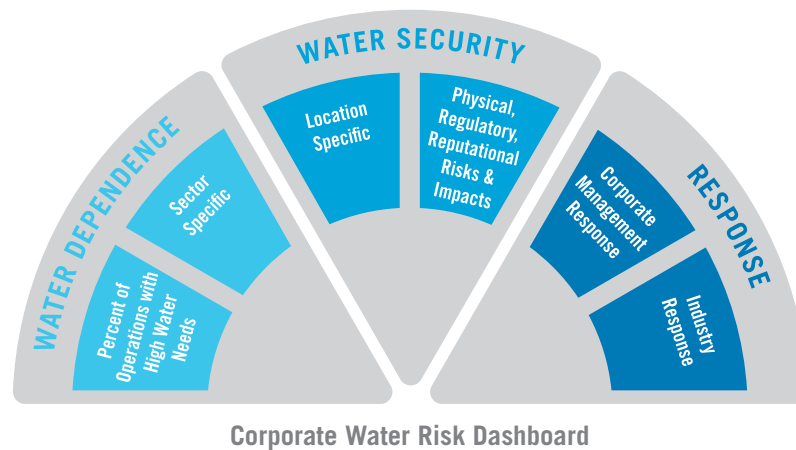 WATER DEPENDENCE
Percent of
Operations with
High Water
Needs
Sector
Specific
WATER SECURITY
Location
Specific
Physical,
Regulatory,
Reputational
Risks &
Impacts
RESPONSE
Corporate
Management
Response
Industry
Response
Corporate Water Risk Dashboard